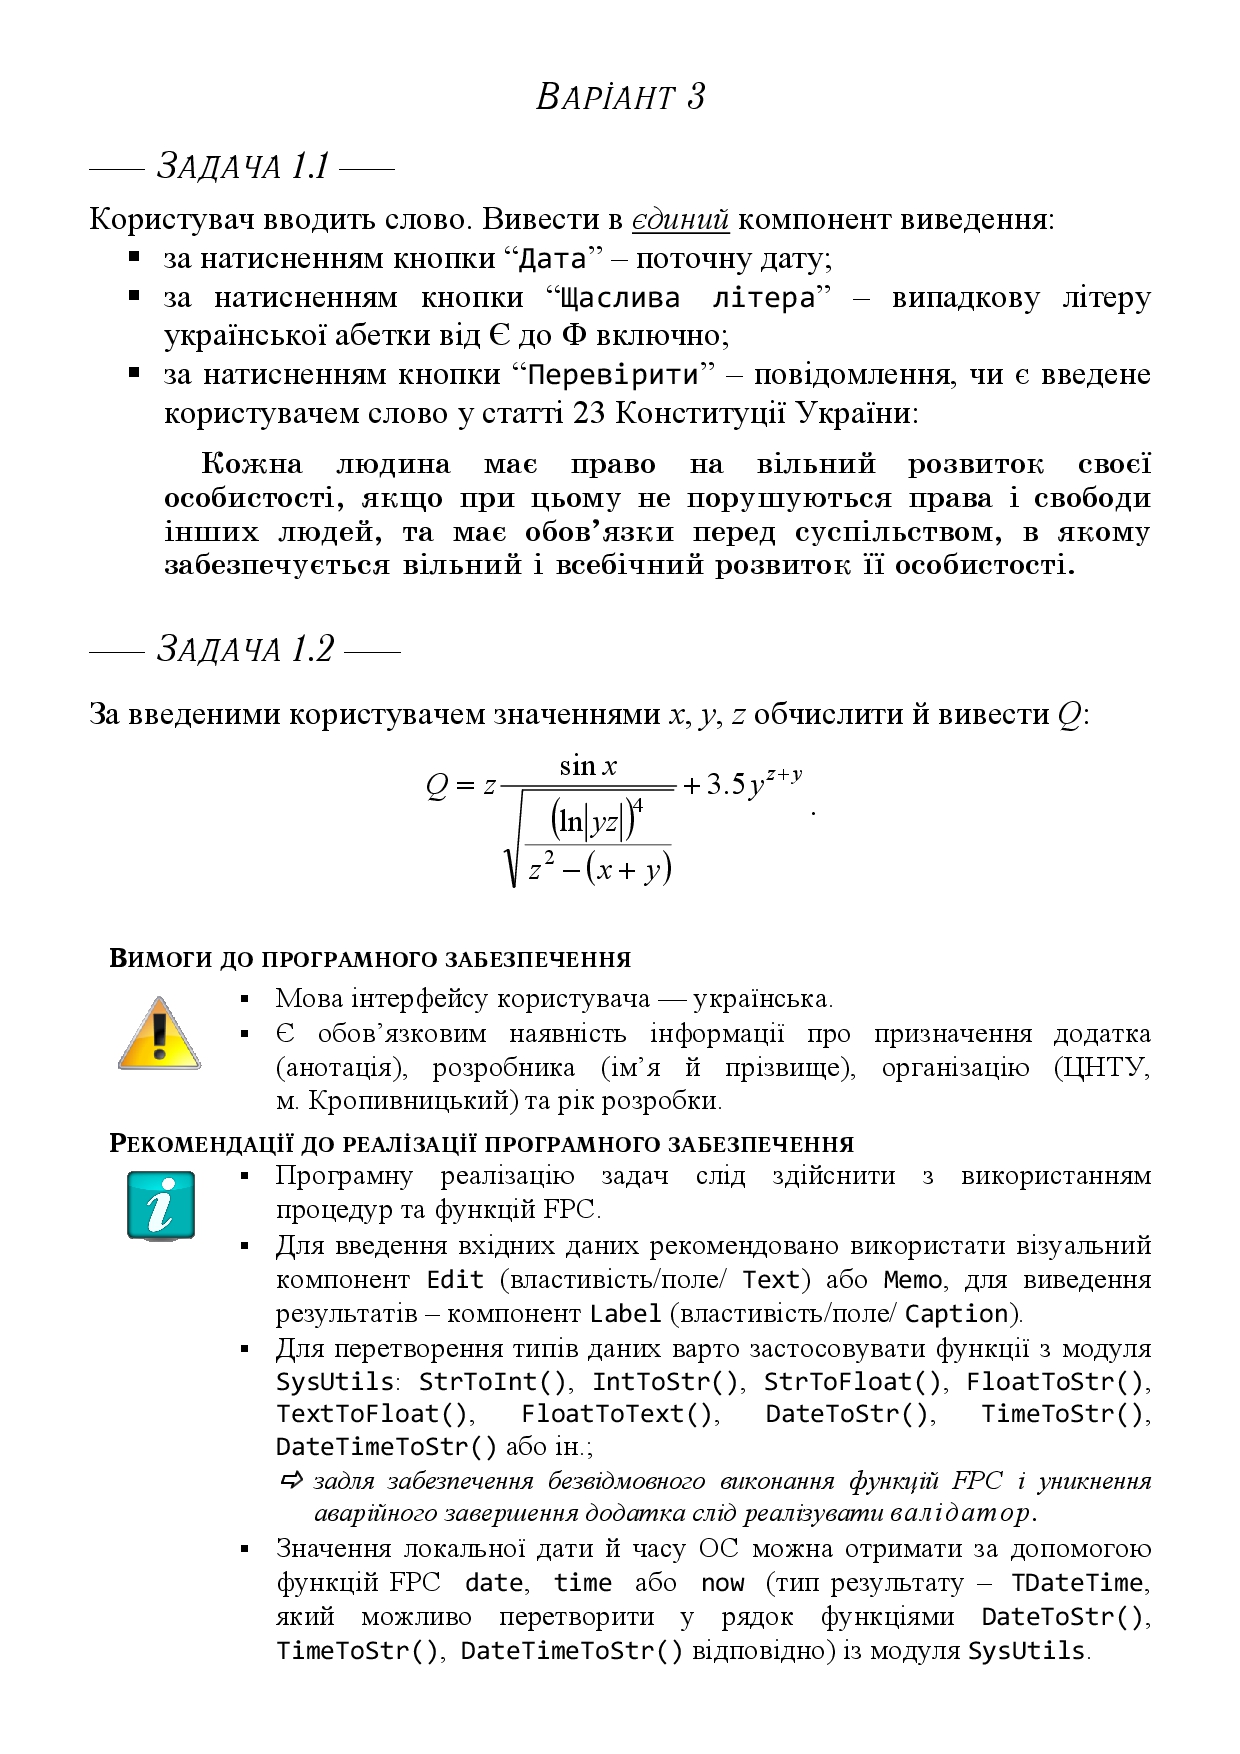 ВАРІАНТ 3
—— ЗАДАЧА 1.1 ——
Користувач вводить слово. Вивести в єдиний компонент виведення:
▪ за натисненням кнопки “Дата” – поточну дату;
▪ за натисненням кнопки “Щаслива літера” – випадкову літеру
української абетки від Є до Ф включно;
▪ за натисненням кнопки “Перевірити” – повідомлення, чи є введене
користувачем слово у статті 23 Конституції України:
Кожна людина має право на вільний розвиток своєї
особистості, якщо при цьому не порушуються права і свободи
інших людей, та має обов’язки перед суспільством, в якому
забезпечується вільний і всебічний розвиток її особистості.
—— ЗАДАЧА 1.2 ——
За введеними користувачем значеннями x, y, z обчислити й вивести Q:
Q = z sin x / √((ln|yz|)^4 / (z^2 − (x + y))) + 3.5 y^(z+y) .
ВИМОГИ ДО ПРОГРАМНОГО ЗАБЕЗПЕЧЕННЯ
▪ Мова інтерфейсу користувача — українська.
▪ Є обов’язковим наявність інформації про призначення додатка
(анотація), розробника (ім’я й прізвище), організацію (ЦНТУ,
м. Кропивницький) та рік розробки.
РЕКОМЕНДАЦІЇ ДО РЕАЛІЗАЦІЇ ПРОГРАМНОГО ЗАБЕЗПЕЧЕННЯ
▪ Програмну реалізацію задач слід здійснити з використанням
процедур та функцій FPC.
▪ Для введення вхідних даних рекомендовано використати візуальний
компонент Edit (властивість/поле/ Text) або Memo, для виведення
результатів – компонент Label (властивість/поле/ Caption).
▪ Для перетворення типів даних варто застосовувати функції з модуля
SysUtils: StrToInt(), IntToStr(), StrToFloat(), FloatToStr(),
TextToFloat(), FloatToText(), DateToStr(), TimeToStr(),
DateTimeToStr() або ін.;
⇨ задля забезпечення безвідмовного виконання функцій FPC і уникнення
аварійного завершення додатка слід реалізувати валідатор.
▪ Значення локальної дати й часу ОС можна отримати за допомогою
функцій FPC date, time або now (тип результату – TDateTime,
який можливо перетворити у рядок функціями DateToStr(),
TimeToStr(), DateTimeToStr() відповідно) із модуля SysUtils.